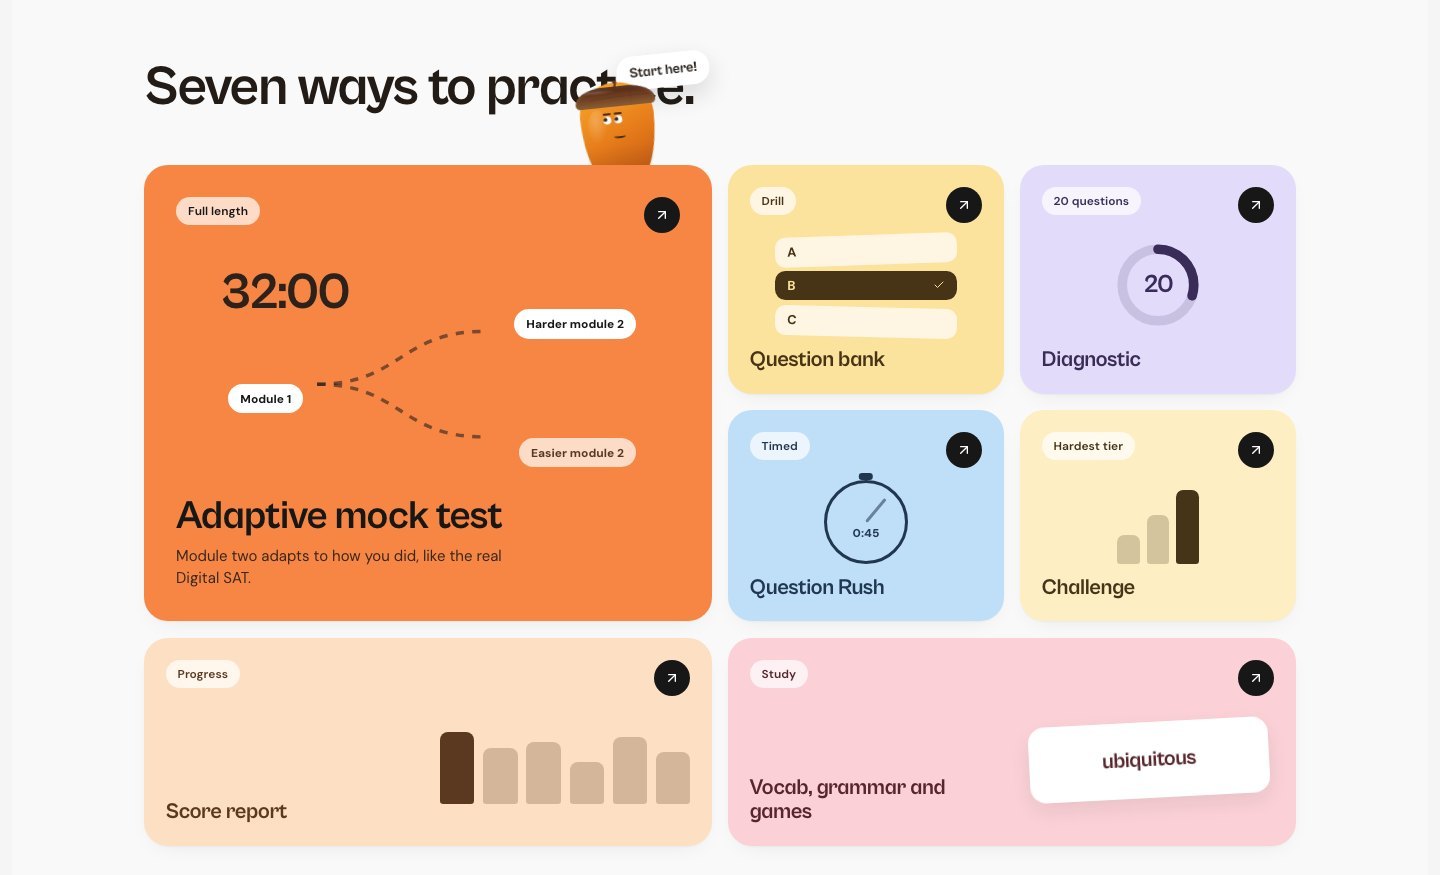 Seven ways to practice.
Start here!
Full length
32:00
Harder module 2
Module 1
Easier module 2
Adaptive mock test
Module two adapts to how you did, like the real
Digital SAT.
Drill
A
B
C
Question bank
20 questions
20
Diagnostic
Timed
0:45
Question Rush
Hardest tier
Challenge
Progress
Score report
Study
ubiquitous
Vocab, grammar and
games